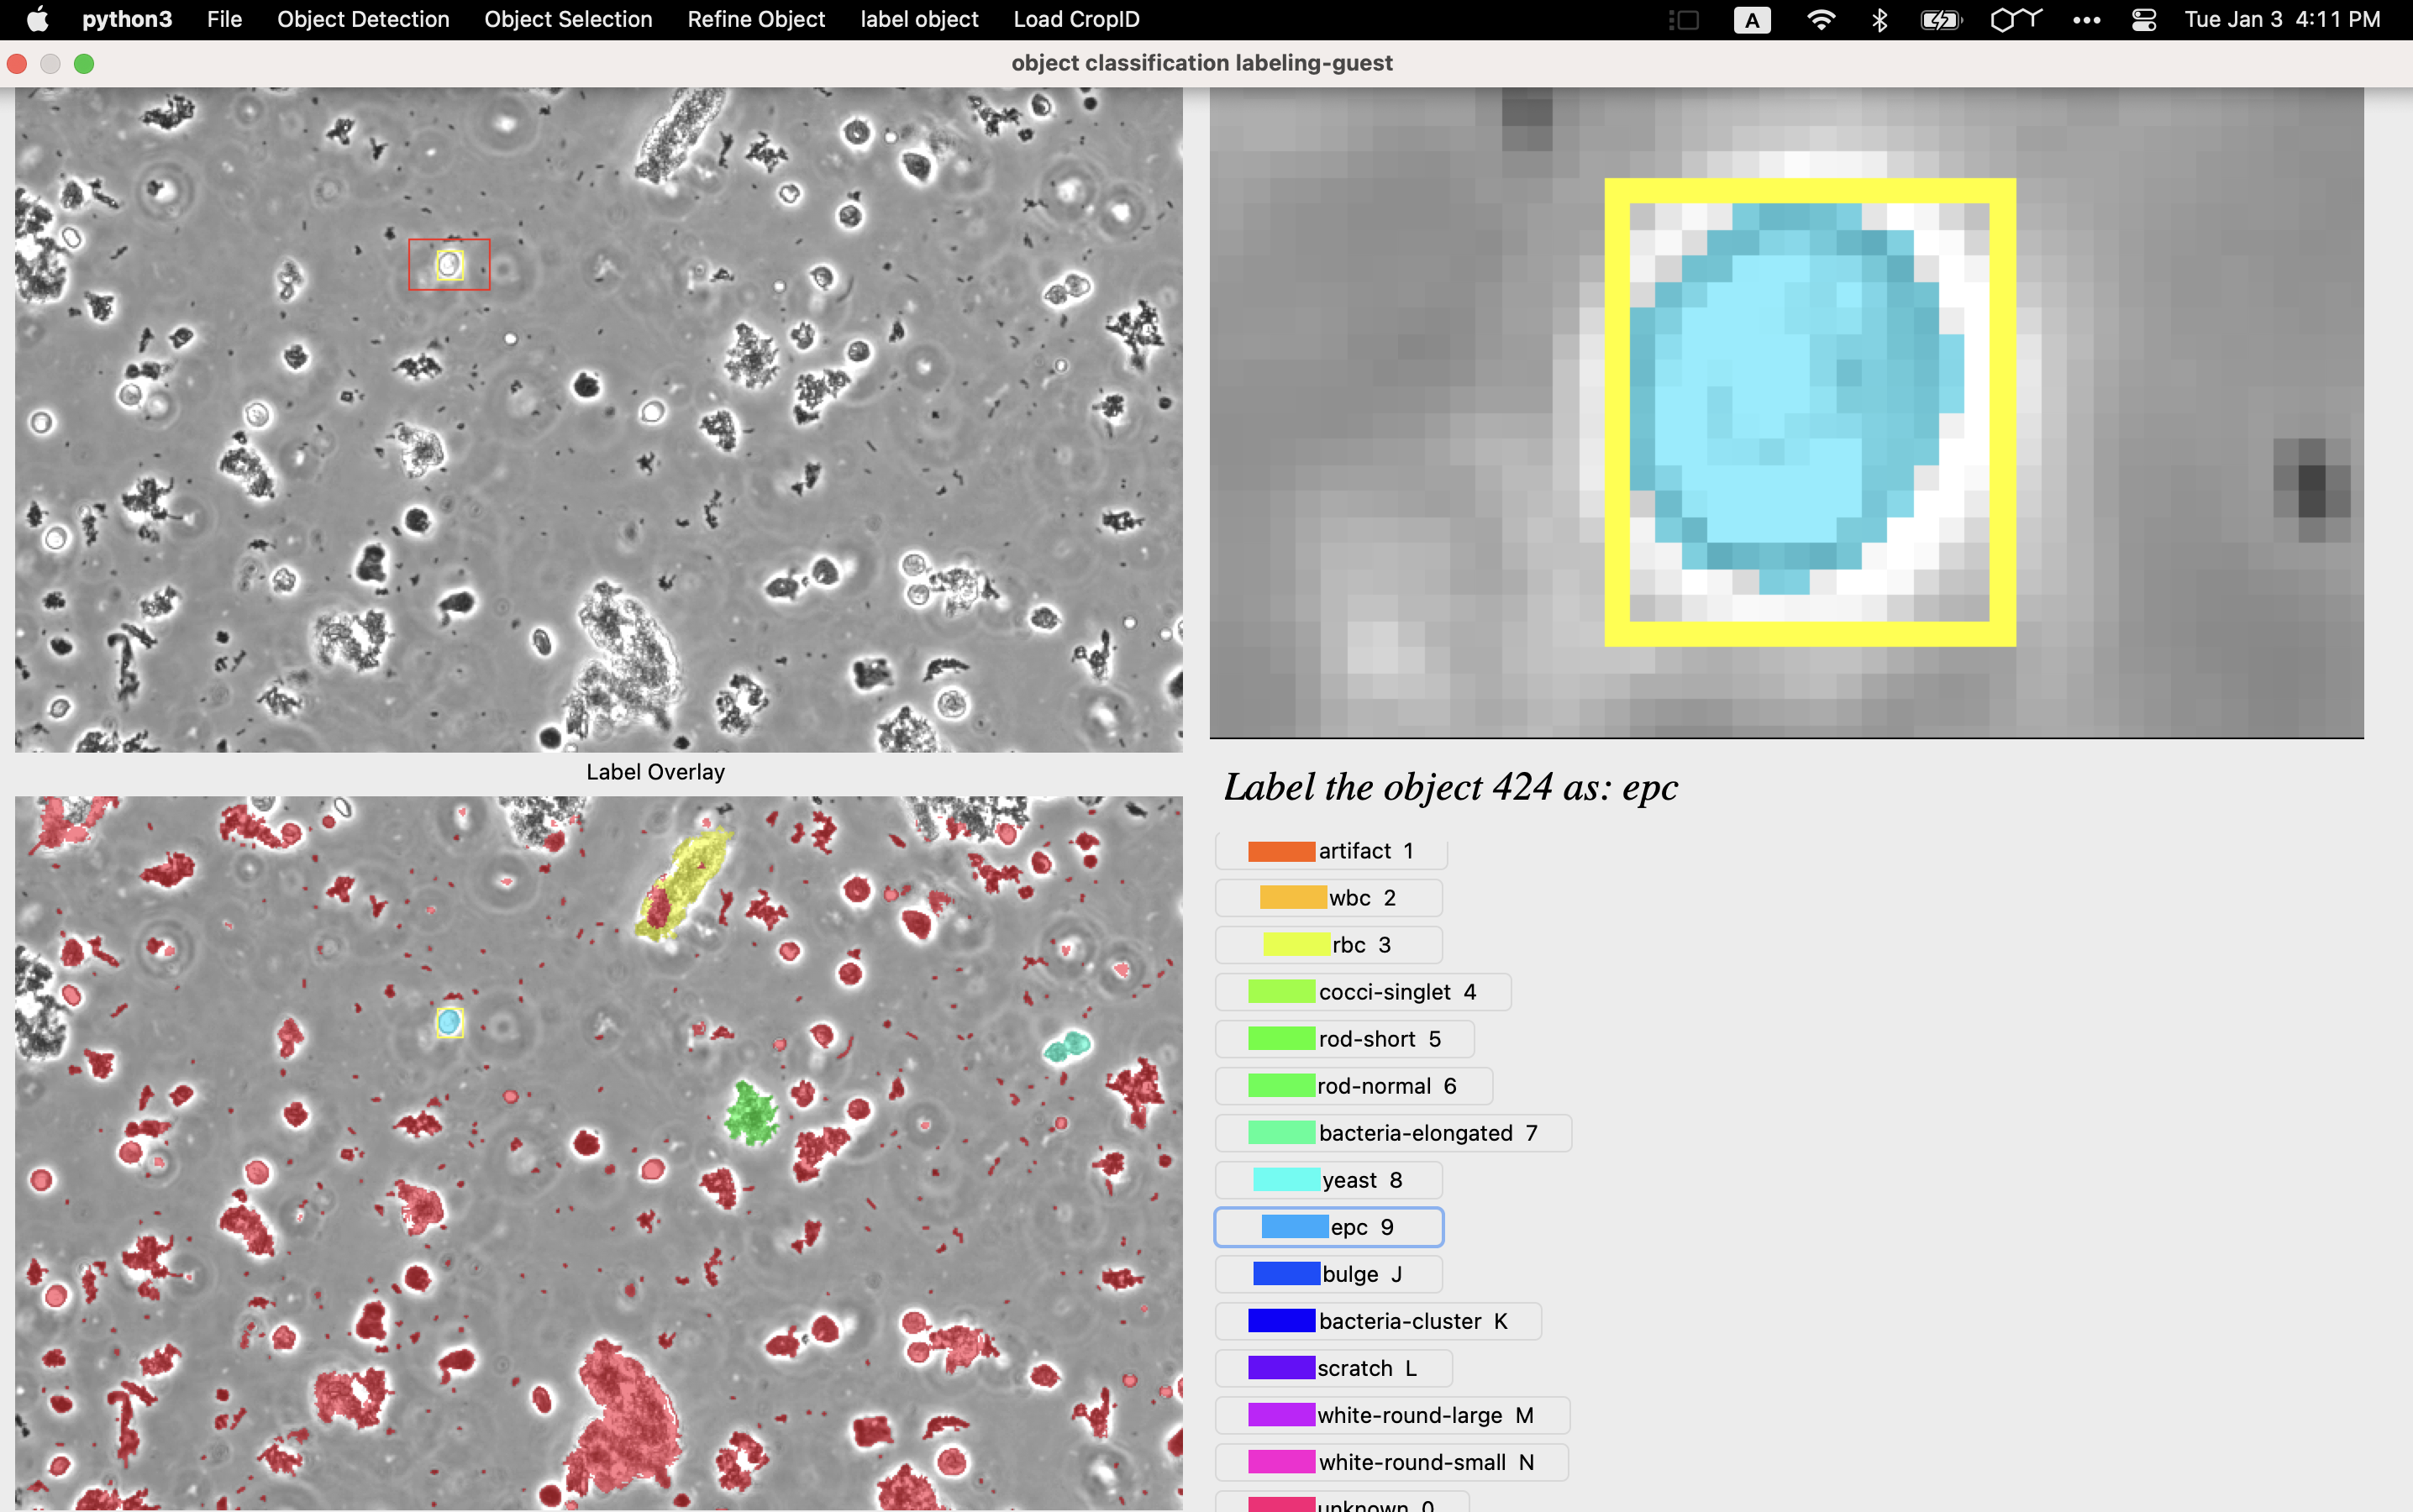 python3 File Object Detection Object Selection Refine Object label object Load CropID A Tue Jan 3 4:11 PM
object classification labeling-guest
Label Overlay
Label the object 424 as: epc
artifact 1
wbc 2
rbc 3
cocci-singlet 4
rod-short 5
rod-normal 6
bacteria-elongated 7
yeast 8
epc 9
bulge J
bacteria-cluster K
scratch L
white-round-large M
white-round-small N
unknown 0